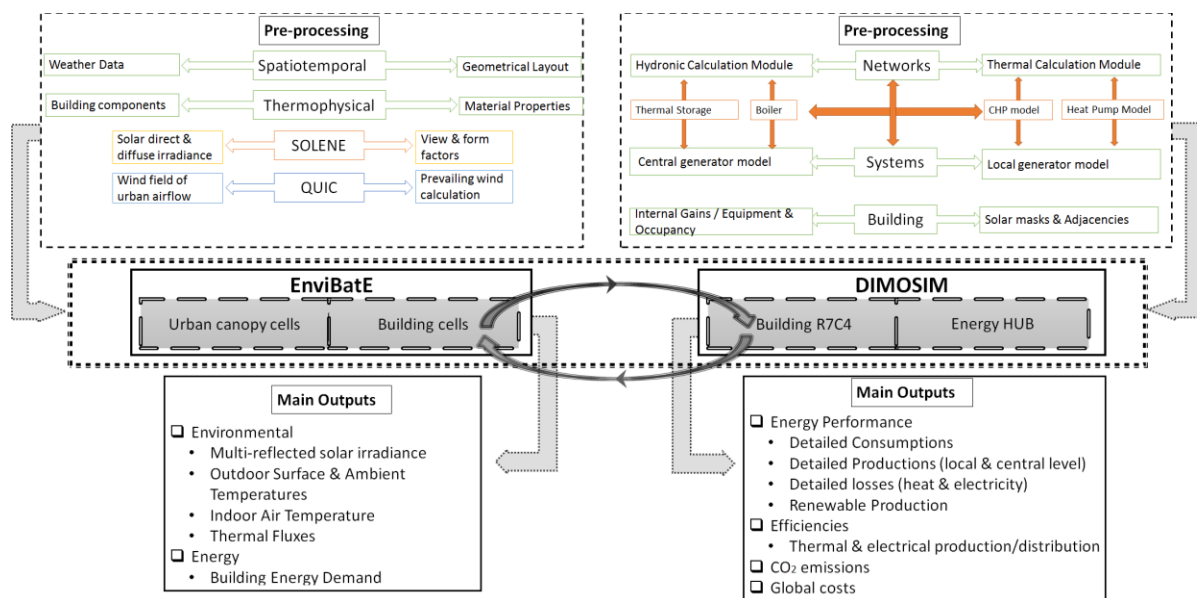 Pre-processing
Weather Data
Spatiotemporal
Geometrical Layout
Building components
Thermophysical
Material Properties
Solar direct &
diffuse irradiance
SOLENE
View & form
factors
Wind field of
urban airflow
QUIC
Prevailing wind
calculation
Pre-processing
Hydronic Calculation Module
Networks
Thermal Calculation Module
Thermal Storage
Boiler
CHP model
Heat Pump Model
Central generator model
Systems
Local generator model
Internal Gains / Equipment &
Occupancy
Building
Solar masks & Adjacencies
EnviBatE
Urban canopy cells
Building cells
DIMOSIM
Building R7C4
Energy HUB
Main Outputs
❑ Environmental
• Multi-reflected solar irradiance
• Outdoor Surface & Ambient
Temperatures
• Indoor Air Temperature
• Thermal Fluxes
❑ Energy
• Building Energy Demand
Main Outputs
❑ Energy Performance
• Detailed Consumptions
• Detailed Productions (local & central level)
• Detailed losses (heat & electricity)
• Renewable Production
❑ Efficiencies
• Thermal & electrical production/distribution
❑ CO₂ emissions
❑ Global costs